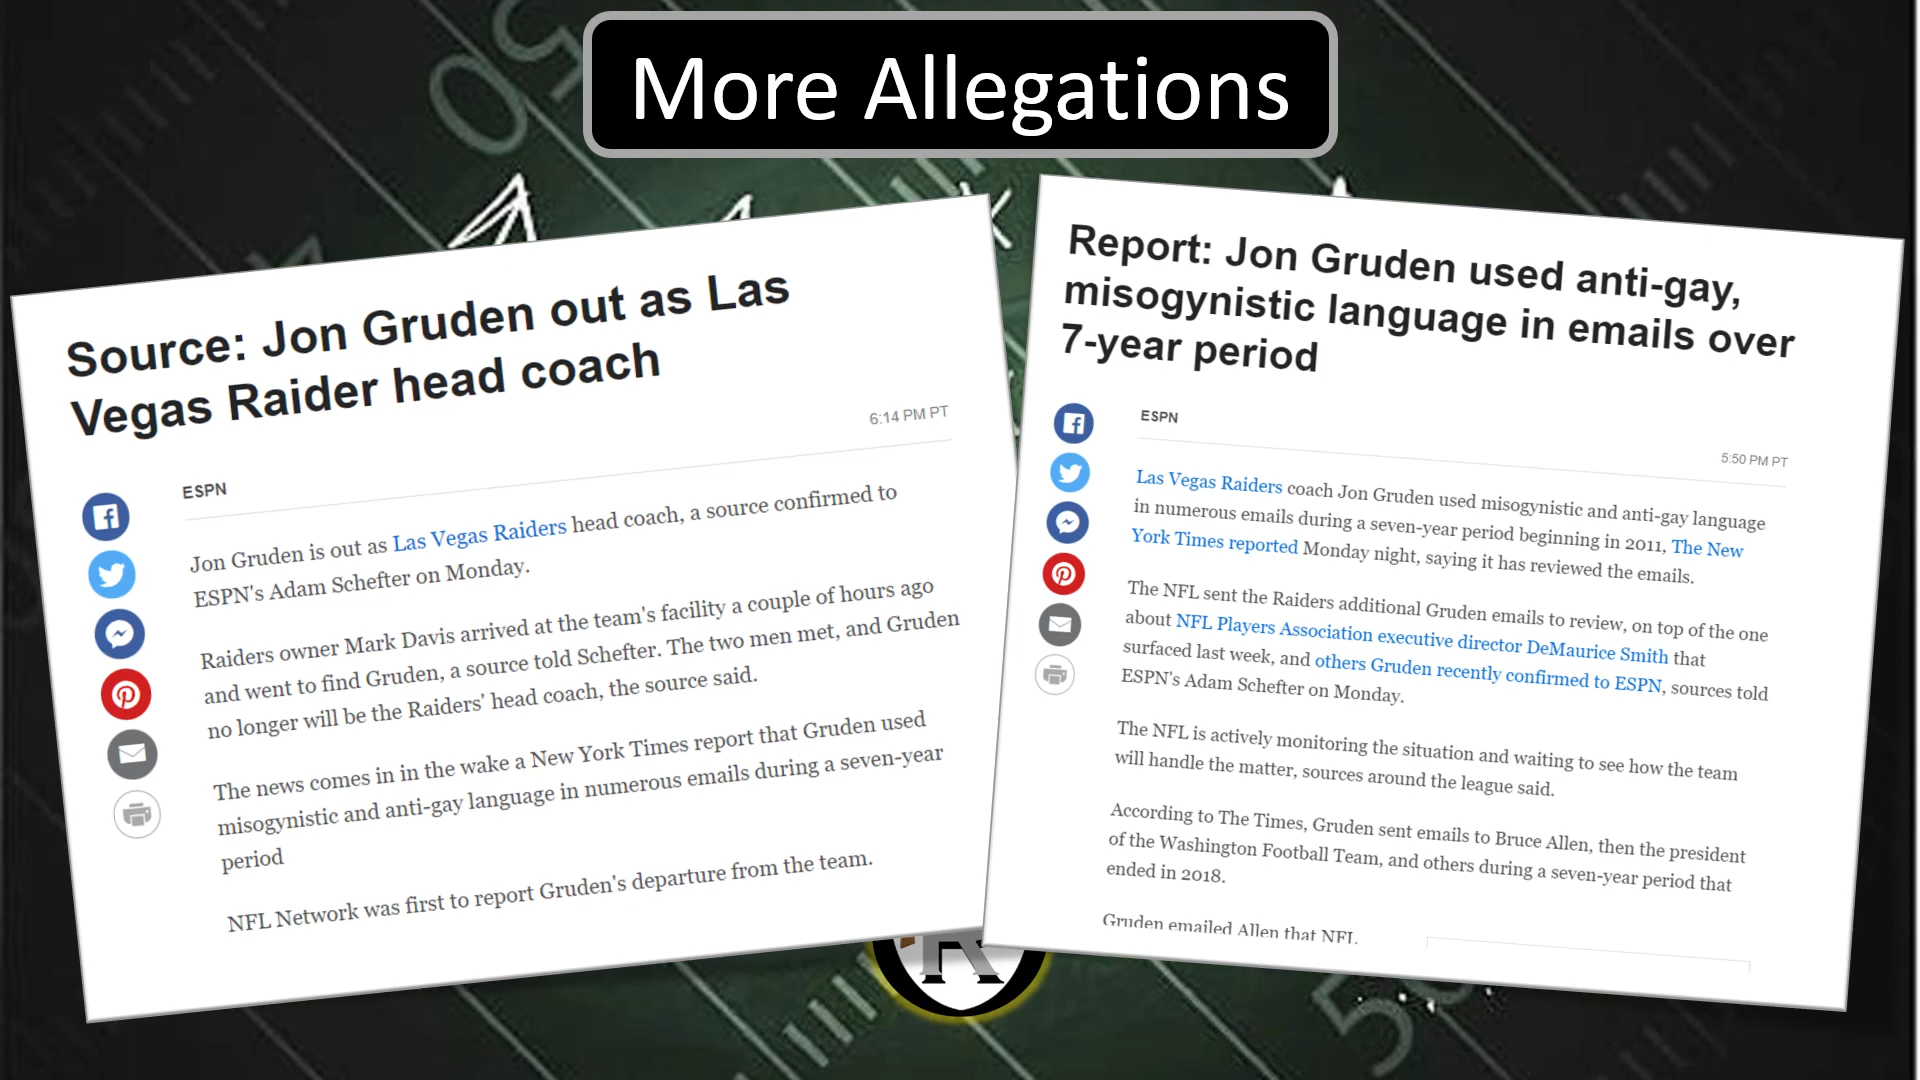 More Allegations
Source: Jon Gruden out as Las
Vegas Raider head coach
6:14 PM PT
ESPN
Jon Gruden is out as Las Vegas Raiders head coach, a source confirmed to
ESPN's Adam Schefter on Monday.
Raiders owner Mark Davis arrived at the team's facility a couple of hours ago
and went to find Gruden, a source told Schefter. The two men met, and Gruden
no longer will be the Raiders' head coach, the source said.
The news comes in in the wake a New York Times report that Gruden used
misogynistic and anti-gay language in numerous emails during a seven-year
period
NFL Network was first to report Gruden's departure from the team.
Report: Jon Gruden used anti-gay,
misogynistic language in emails over
7-year period
ESPN
5:50 PM PT
Las Vegas Raiders coach Jon Gruden used misogynistic and anti-gay language
in numerous emails during a seven-year period beginning in 2011, The New
York Times reported Monday night, saying it has reviewed the emails.
The NFL sent the Raiders additional Gruden emails to review, on top of the one
about NFL Players Association executive director DeMaurice Smith that
surfaced last week, and others Gruden recently confirmed to ESPN, sources told
ESPN's Adam Schefter on Monday.
The NFL is actively monitoring the situation and waiting to see how the team
will handle the matter, sources around the league said.
According to The Times, Gruden sent emails to Bruce Allen, then the president
of the Washington Football Team, and others during a seven-year period that
ended in 2018.
Gruden emailed Allen that NFL
R
50
50